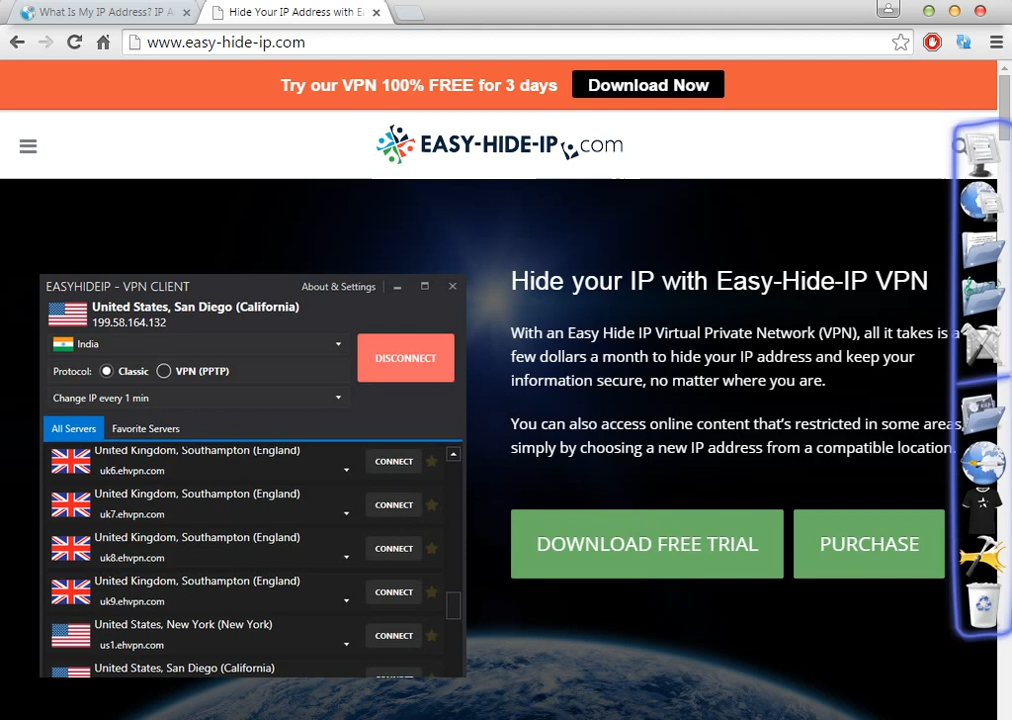 What Is My IP Address? IP A
Hide Your IP Address with E
www.easy-hide-ip.com
Try our VPN 100% FREE for 3 days
Download Now
EASY-HIDE-IP.com
EASYHIDEIP - VPN CLIENT
About & Settings
United States, San Diego (California)
199.58.164.132
India
DISCONNECT
Protocol:
Classic
VPN (PPTP)
Change IP every 1 min
All Servers
Favorite Servers
United Kingdom, Southampton (England)
uk6.ehvpn.com
CONNECT
United Kingdom, Southampton (England)
uk7.ehvpn.com
CONNECT
United Kingdom, Southampton (England)
uk8.ehvpn.com
CONNECT
United Kingdom, Southampton (England)
uk9.ehvpn.com
CONNECT
United States, New York (New York)
us1.ehvpn.com
CONNECT
United States, San Diego (California)
Hide your IP with Easy-Hide-IP VPN
With an Easy Hide IP Virtual Private Network (VPN), all it takes is a
few dollars a month to hide your IP address and keep your
information secure, no matter where you are.
You can also access online content that's restricted in some areas,
simply by choosing a new IP address from a compatible location.
DOWNLOAD FREE TRIAL
PURCHASE